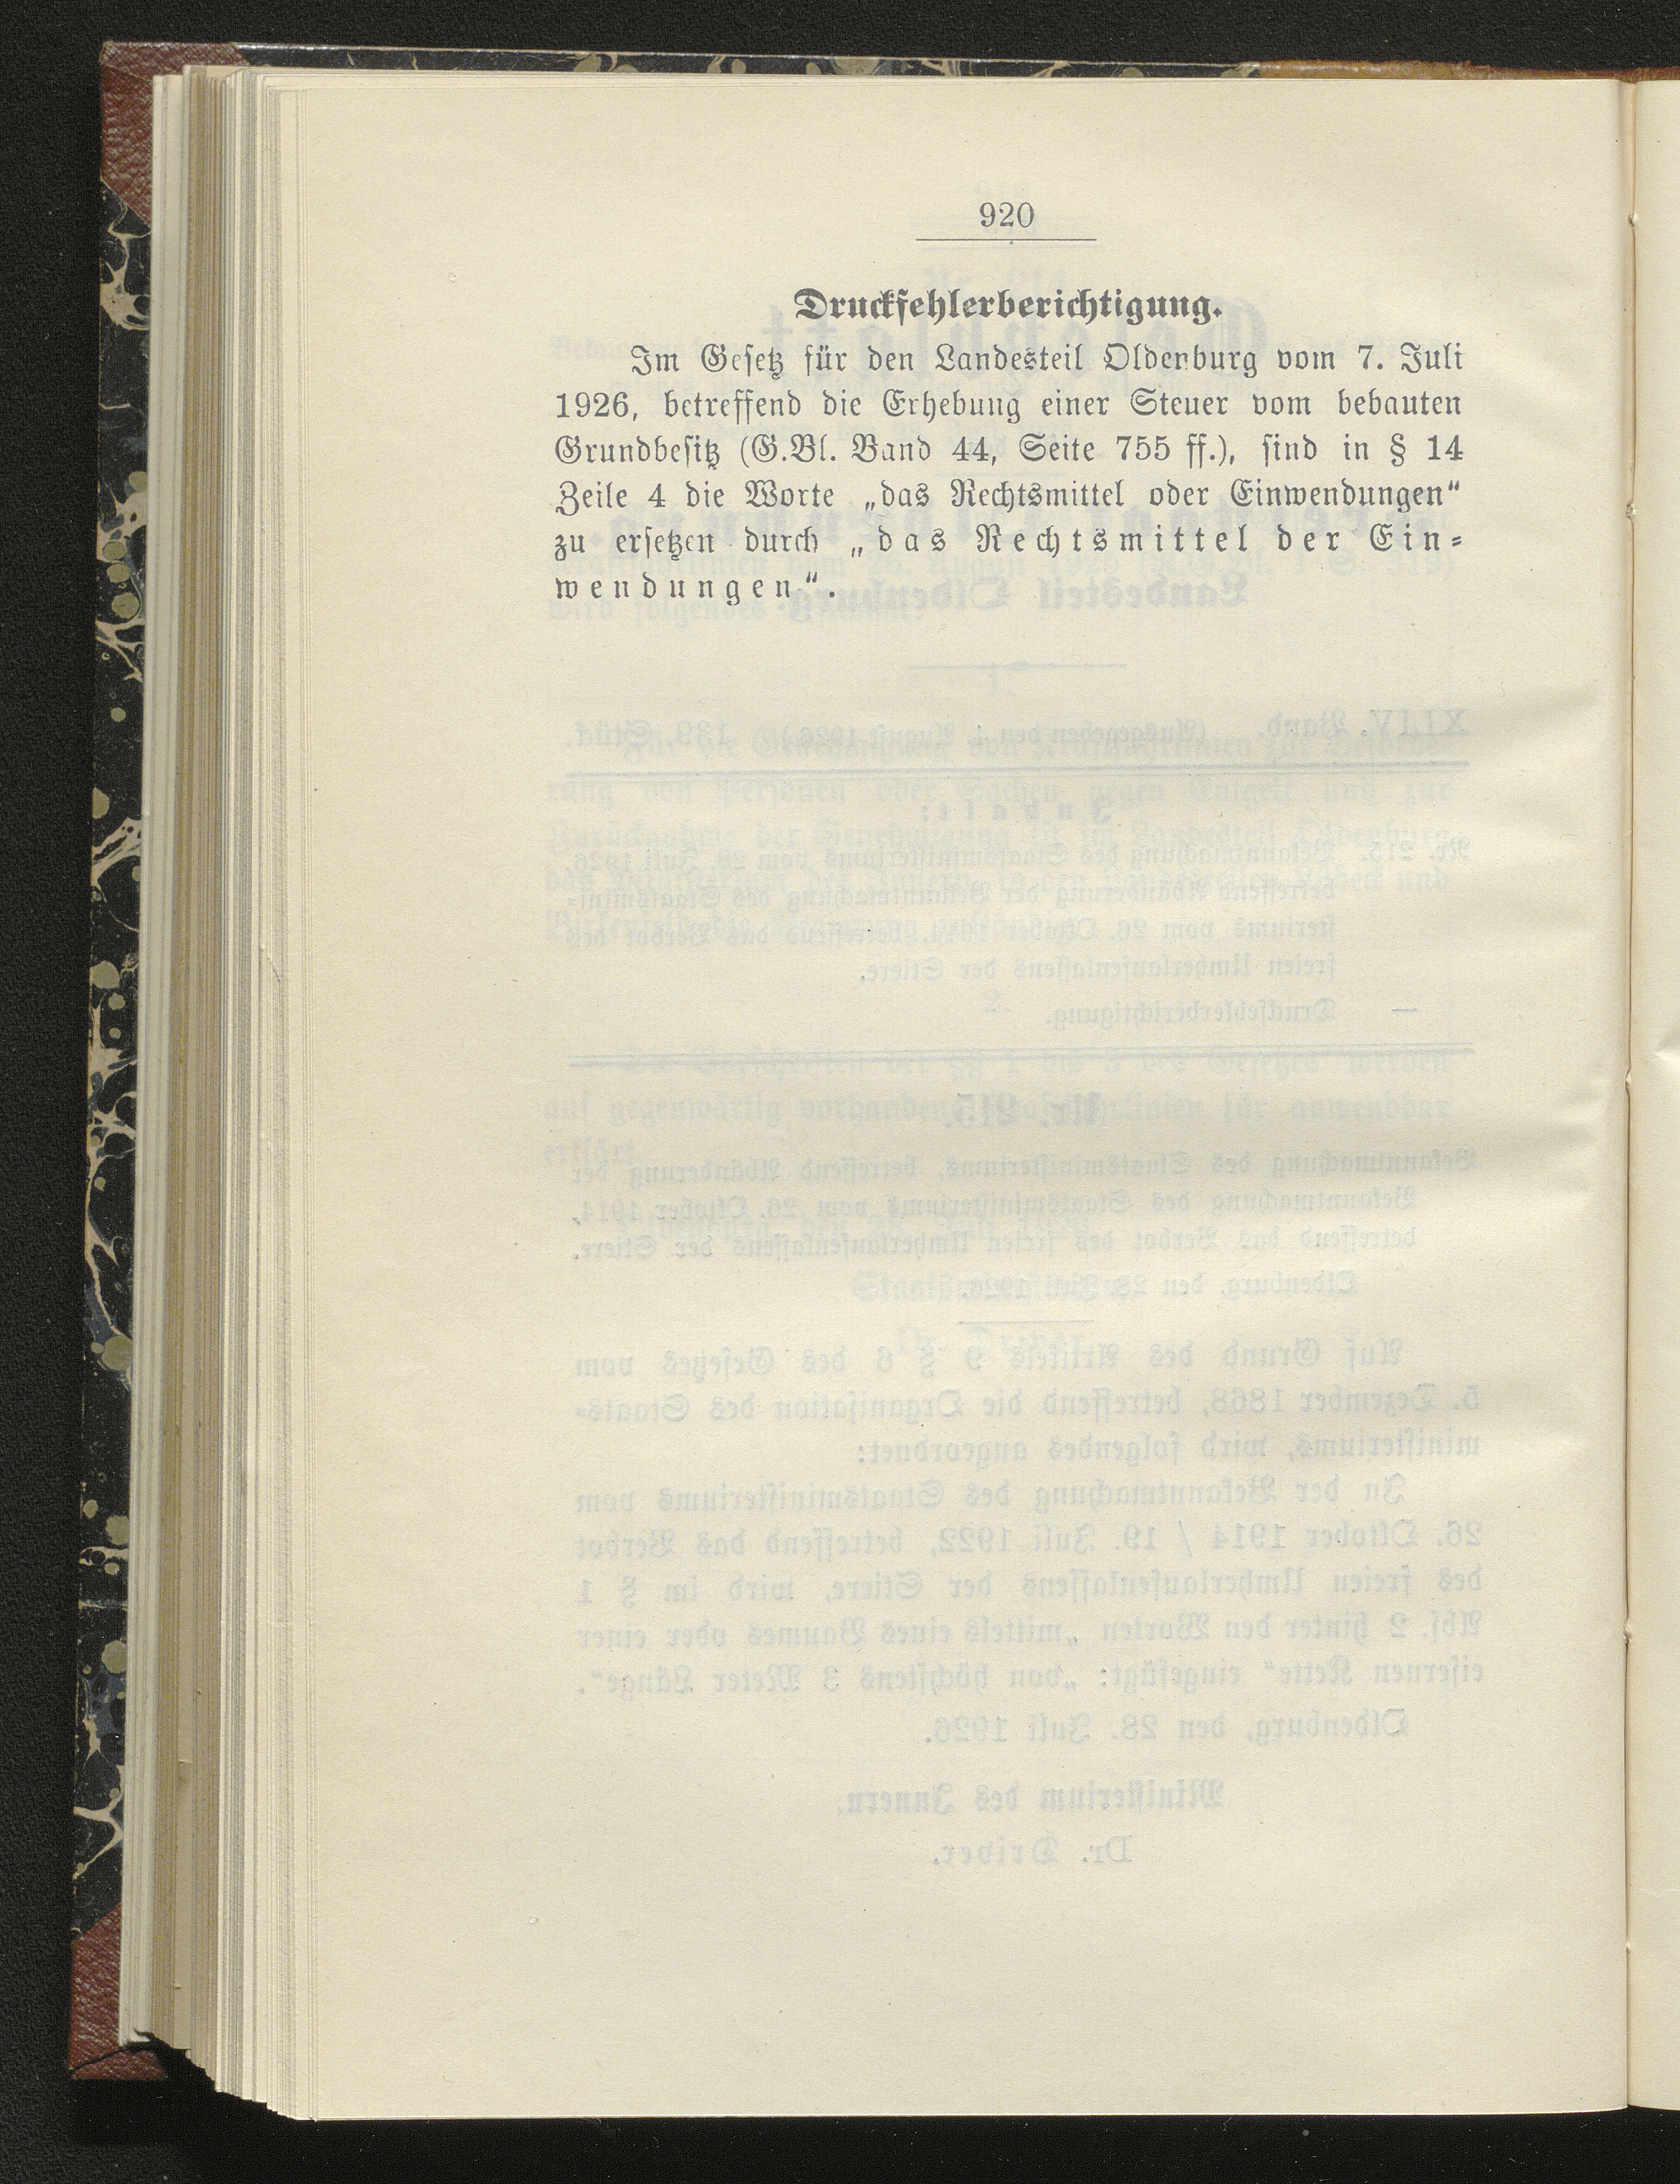 920
Druckfehlerberichtigung.
Im Gesetz für den Landesteil Oldenburg vom 7. Juli
1926, betreffend die Erhebung einer Steuer vom bebauten
Grundbesitz (G.Bl. Band 44, Seite 755 ff.), sind in § 14
Zeile 4 die Worte „das Rechtsmittel oder Einwendungen“
zu ersetzen durch „das Rechtsmittel der Ein-
wendungen“.